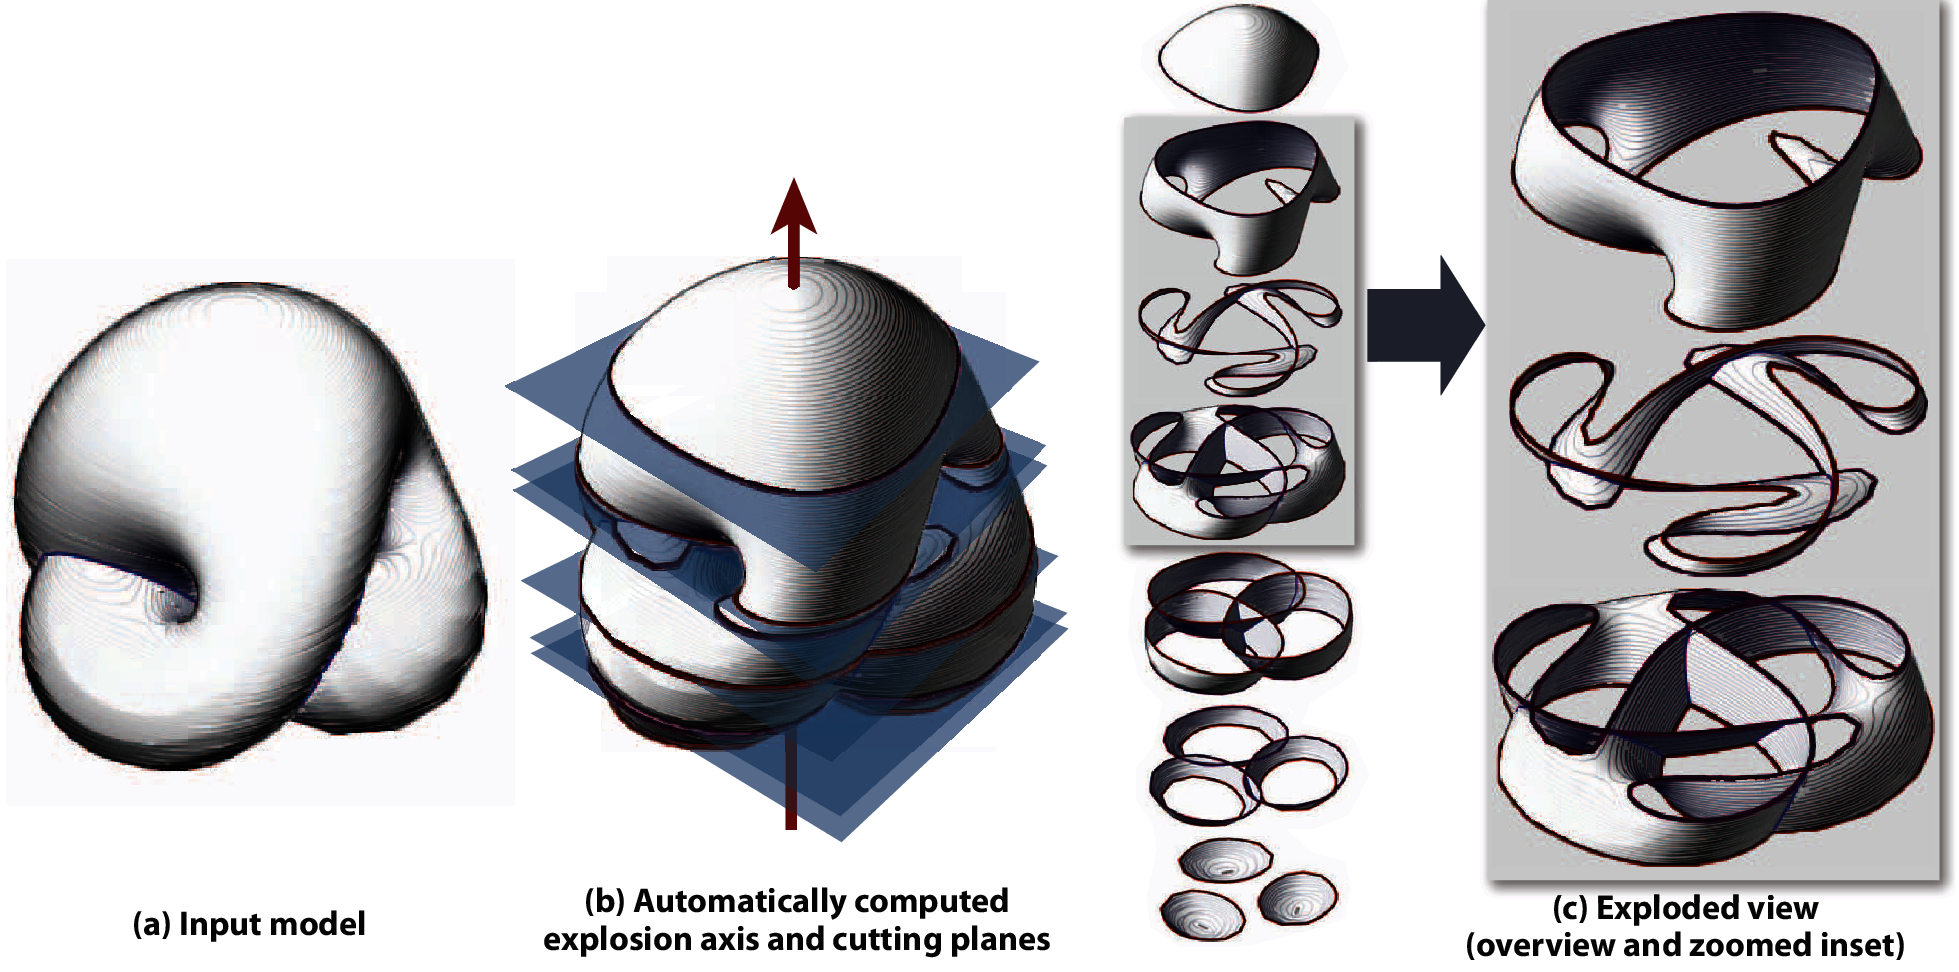 (a) Input model
(b) Automatically computed
explosion axis and cutting planes
(c) Exploded view
(overview and zoomed inset)